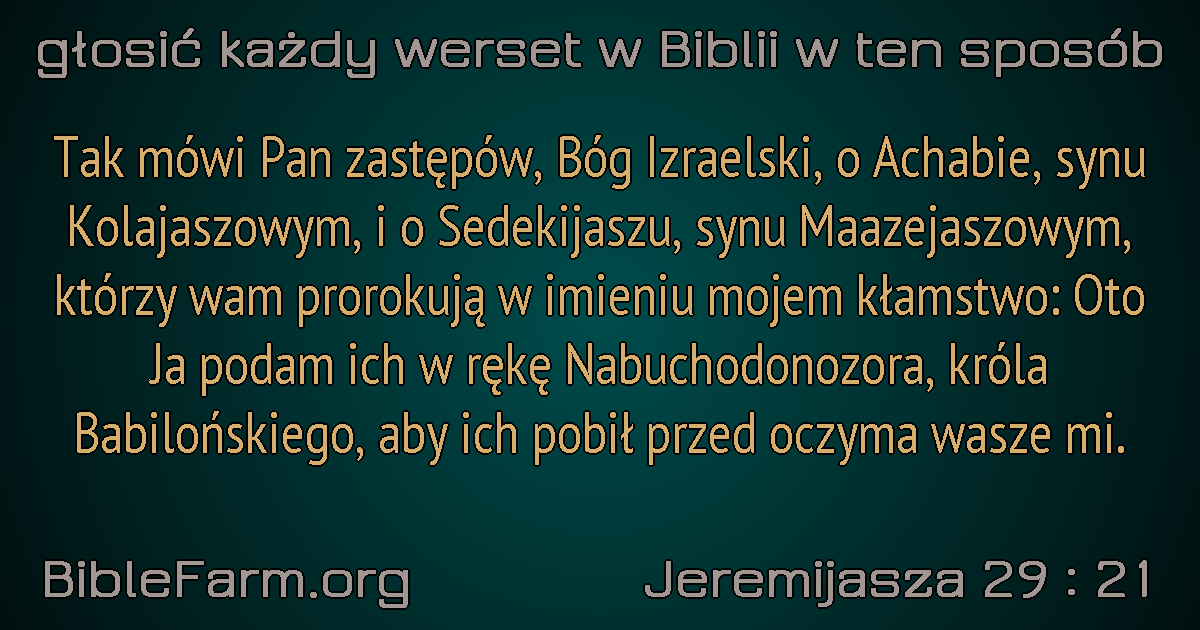 głosić każdy werset w Biblii w ten sposób
Tak mówi Pan zastępów, Bóg Izraelski, o Achabie, synu
Kolajaszowym, i o Sedekijaszu, synu Maazejaszowym,
którzy wam prorokują w imieniu mojem kłamstwo: Oto
Ja podam ich w rękę Nabuchodonozora, króla
Babilońskiego, aby ich pobił przed oczyma wasze mi.
BibleFarm.org
Jeremijasza 29 : 21